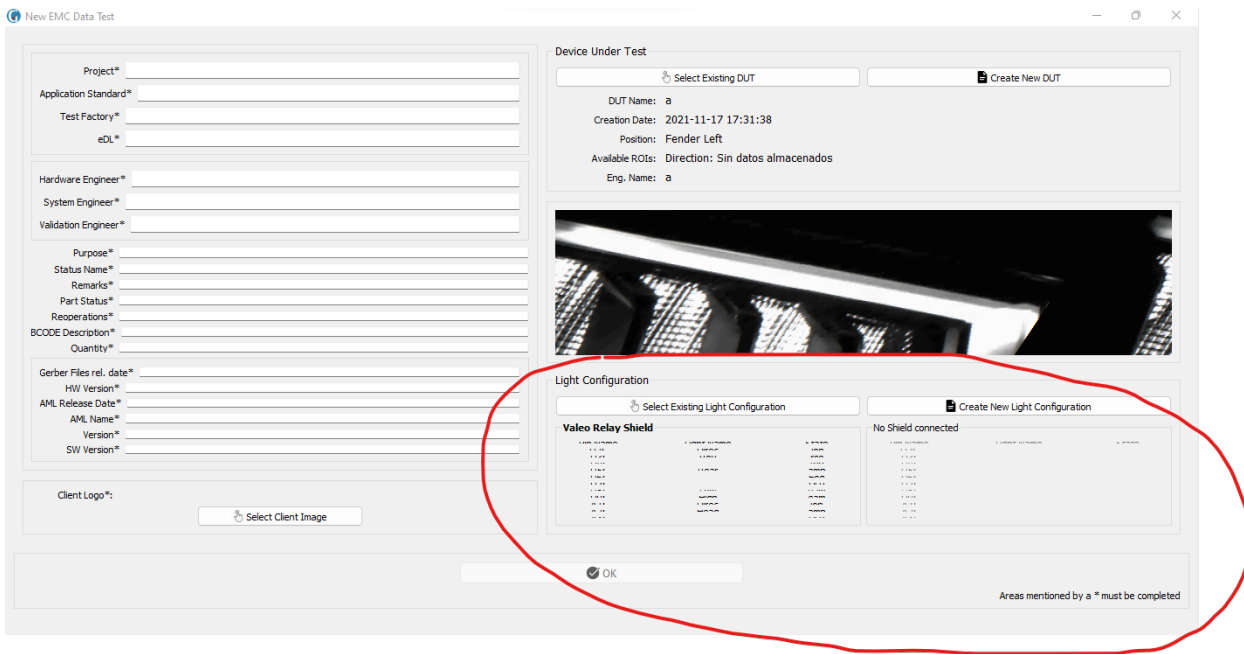 New EMC Data Test
Project*
Application Standard*
Test Factory*
eDL*
Hardware Engineer*
System Engineer*
Validation Engineer*
Purpose*
Status Name*
Remarks*
Part Status*
Reoperations*
BCODE Description*
Quantity*
Gerber Files rel. date*
HW Version*
AML Release Date*
AML Name*
Version*
SW Version*
Client Logo*:
Select Client Image
Device Under Test
Select Existing DUT
Create New DUT
DUT Name: a
Creation Date: 2021-11-17 17:31:38
Position: Fender Left
Available ROIs: Direction: Sin datos almacenados
Eng. Name: a
Light Configuration
Select Existing Light Configuration
Create New Light Configuration
Valeo Relay Shield
No Shield connected
OK
Areas mentioned by a * must be completed